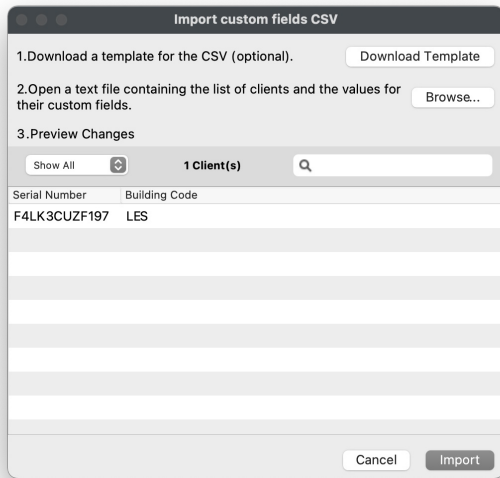 Import custom fields CSV
1.Download a template for the CSV (optional).
Download Template
2.Open a text file containing the list of clients and the values for
their custom fields.
Browse...
3.Preview Changes
Show All
1 Client(s)
Serial Number
Building Code
F4LK3CUZF197
LES
Cancel
Import